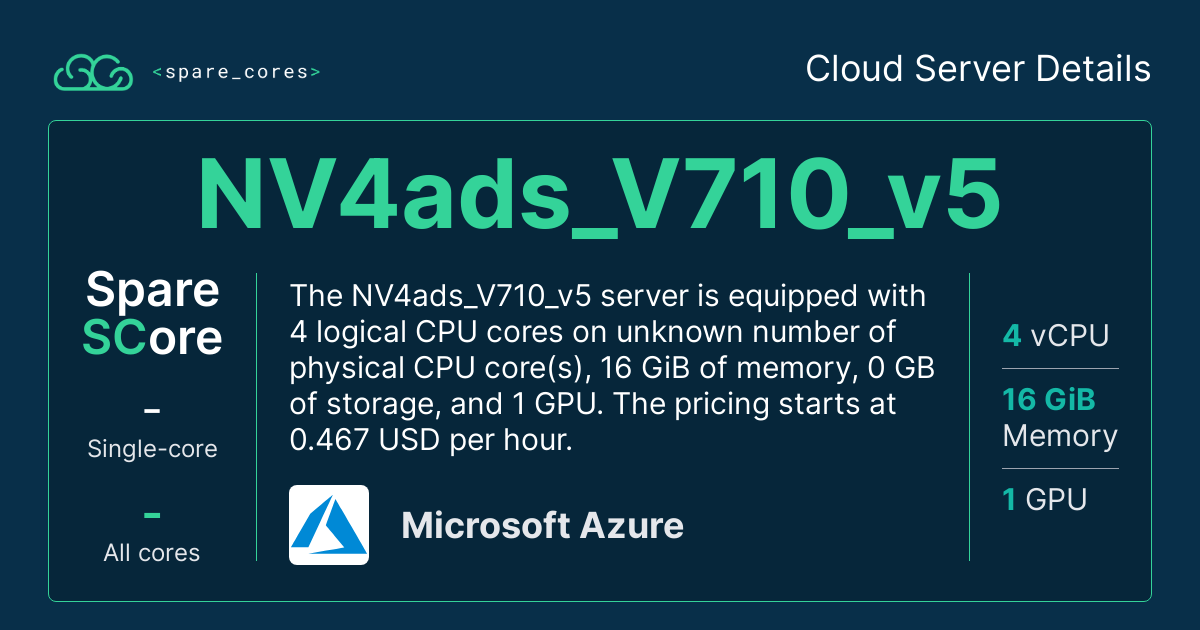 <spare_cores>
Cloud Server Details
NV4ads_V710_v5
Spare
SCore
–
Single-core
–
All cores
The NV4ads_V710_v5 server is equipped with
4 logical CPU cores on unknown number of
physical CPU core(s), 16 GiB of memory, 0 GB
of storage, and 1 GPU. The pricing starts at
0.467 USD per hour.
Microsoft Azure
4 vCPU
16 GiB
Memory
1 GPU